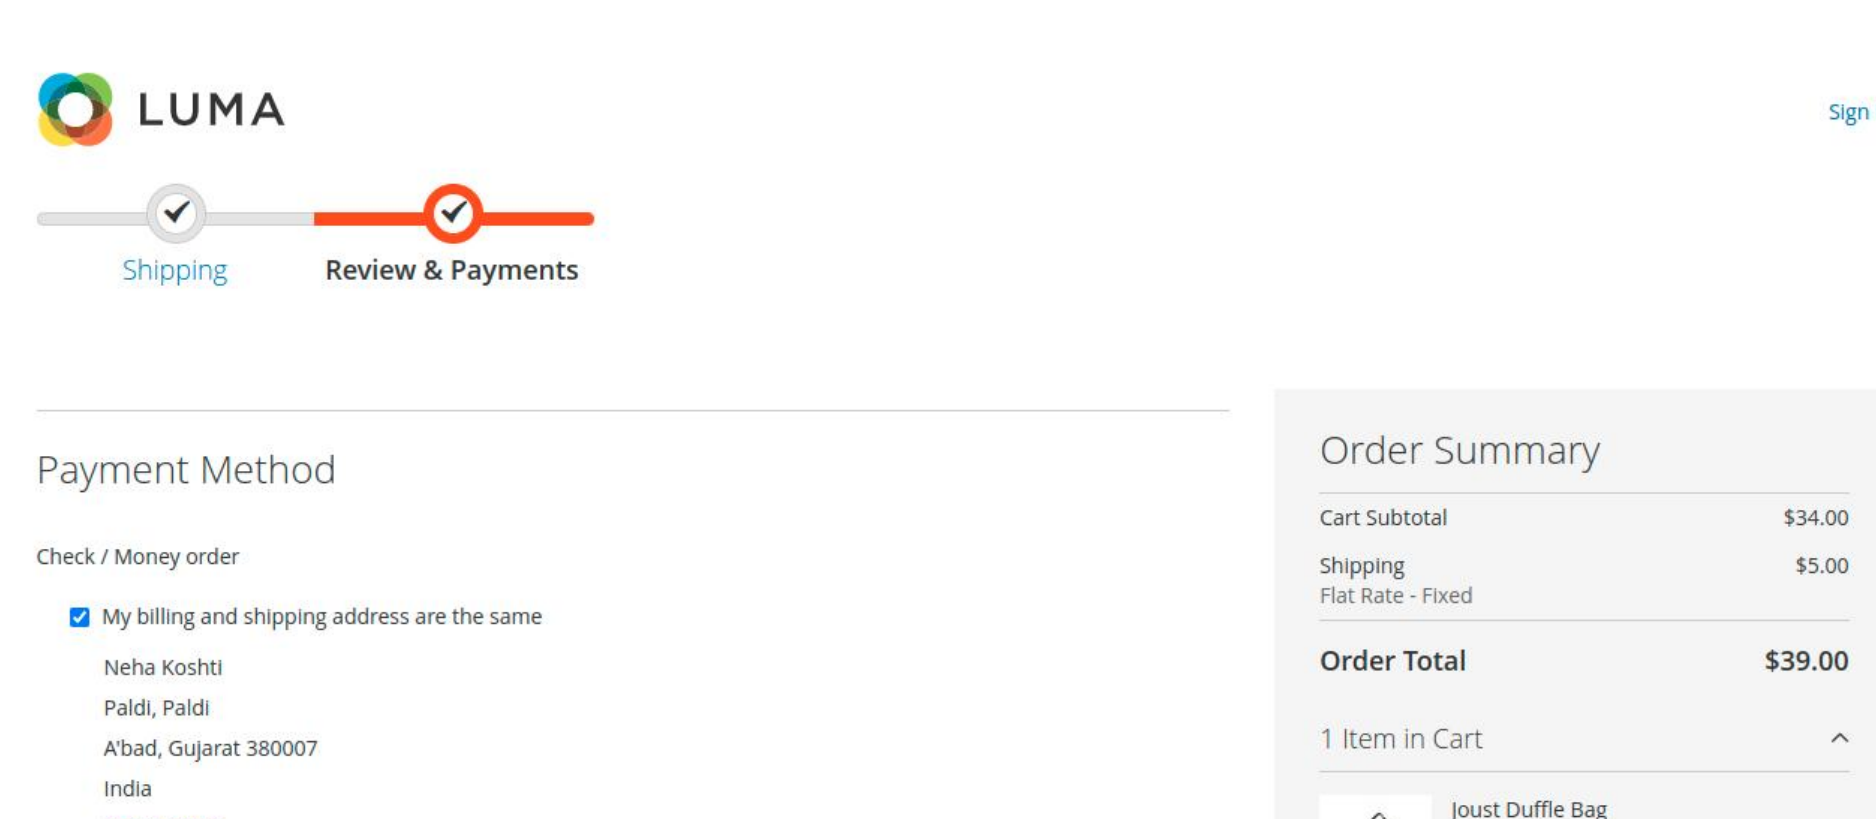 LUMA
Sign
Shipping
Review & Payments
Payment Method
Check / Money order
My billing and shipping address are the same
Neha Koshti
Paldi, Paldi
A'bad, Gujarat 380007
India
Order Summary
Cart Subtotal $34.00
Shipping $5.00
Flat Rate - Fixed
Order Total $39.00
1 Item in Cart
Joust Duffle Bag